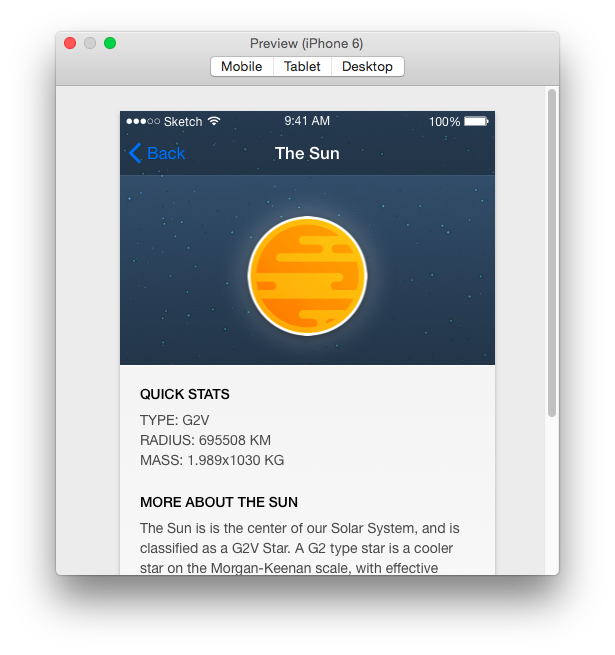 Preview (iPhone 6)
Mobile Tablet Desktop
Sketch 9:41 AM 100%
Back The Sun
QUICK STATS
TYPE: G2V
RADIUS: 695508 KM
MASS: 1.989x1030 KG
MORE ABOUT THE SUN
The Sun is is the center of our Solar System, and is
classified as a G2V Star. A G2 type star is a cooler
star on the Morgan-Keenan scale, with effective